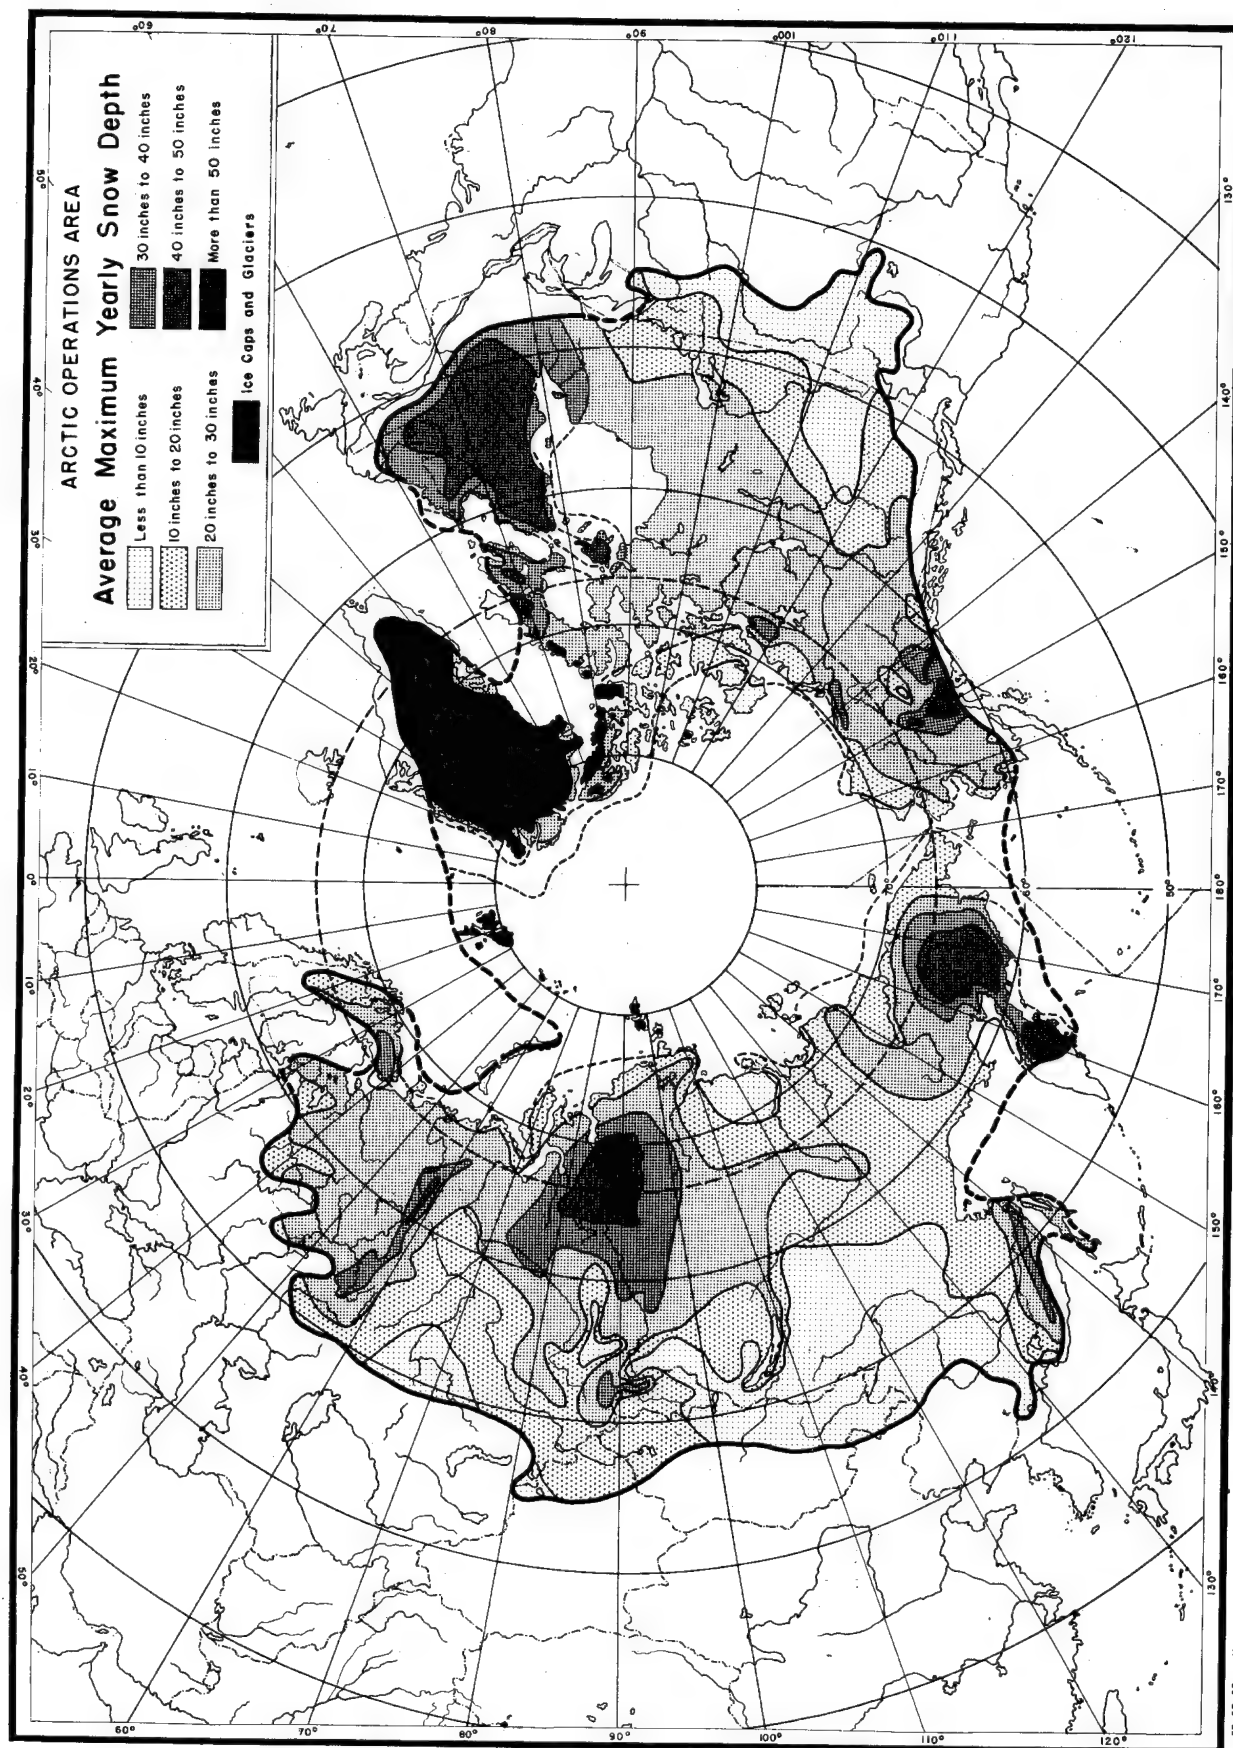 ARCTIC OPERATIONS AREA
Average Maximum Yearly Snow Depth
Less than 10 inches
10 inches to 20 inches
20 inches to 30 inches
30 inches to 40 inches
40 inches to 50 inches
More than 50 inches
Ice Caps and Glaciers
50° 40° 30° 20° 10° 0° 10° 20° 30° 40° 50°
60° 70° 80° 90° 100° 110° 120°
130° 140° 150° 160° 170° 180° 170° 160° 150° 140° 130°
60° 70° 80° 90° 100° 110° 120°
70° 60° 50°